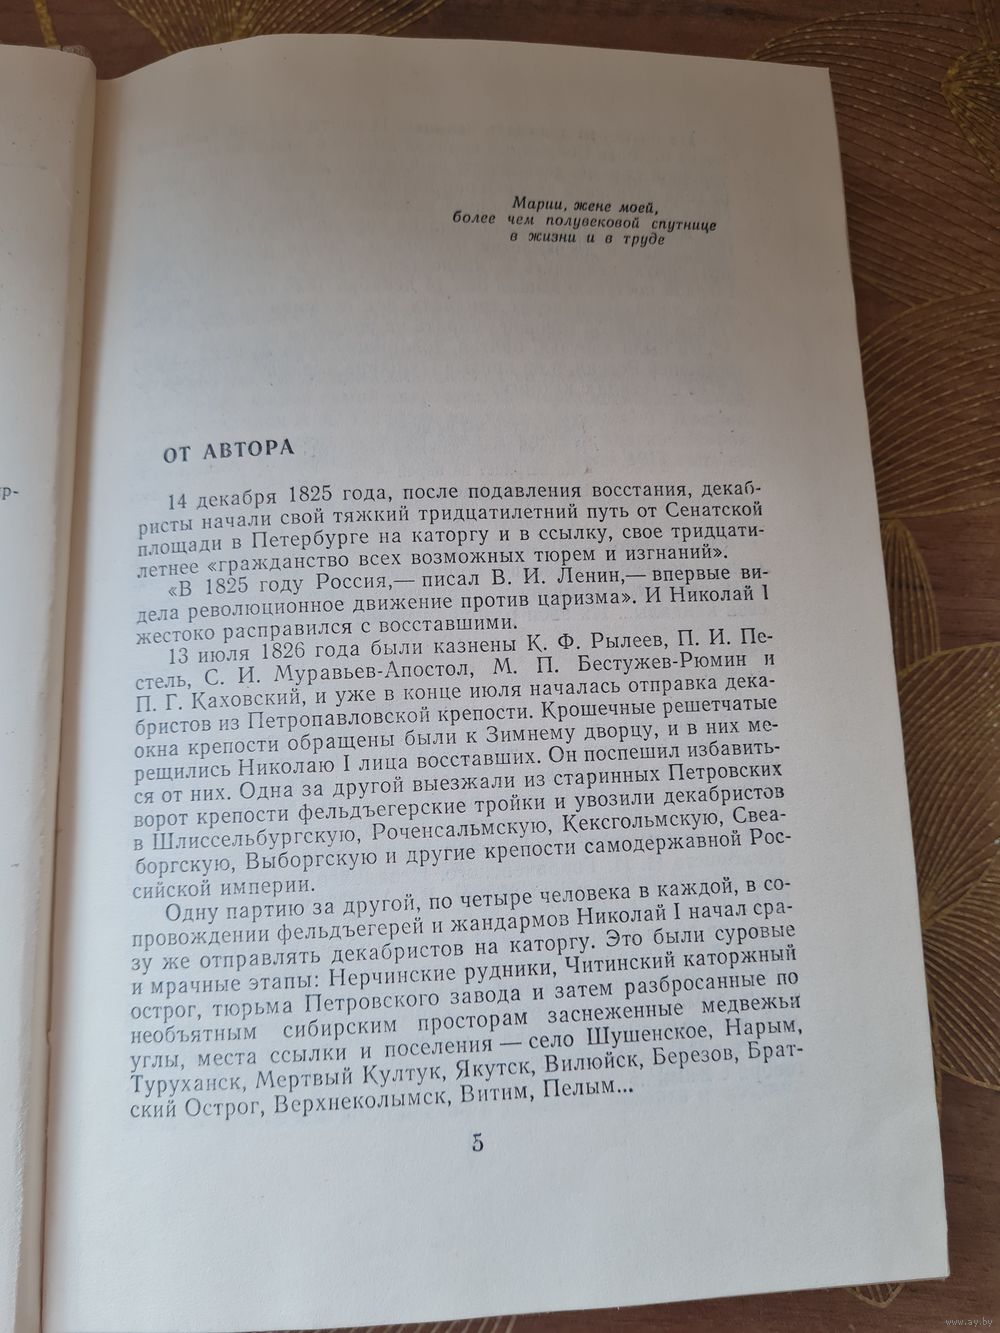 Марии, жене моей,
более чем полувековой спутнице
в жизни и в труде
ОТ АВТОРА
ир-
14 декабря 1825 года, после подавления восстания, декаб-
ристы начали свой тяжкий тридцатилетний путь от Сенатской
площади в Петербурге на каторгу и в ссылку, свое тридцати-
летнее «гражданство всех возможных тюрем и изгнаний».
«В 1825 году Россия,— писал В. И. Ленин,— впервые ви-
дела революционное движение против царизма». И Николай I
жестоко расправился с восставшими.
13 июля 1826 года были казнены К. Ф. Рылеев, П. И. Пе-
стель, С. И. Муравьев-Апостол, М. П. Бестужев-Рюмин и
П. Г. Каховский, и уже в конце июля началась отправка дека-
бристов из Петропавловской крепости. Крошечные решетчатые
окна крепости обращены были к Зимнему дворцу, и в них ме-
рещились Николаю I лица восставших. Он поспешил избавить-
ся от них. Одна за другой выезжали из старинных Петровских
ворот крепости фельдъегерские тройки и увозили декабристов
в Шлиссельбургскую, Роченсальмскую, Кексгольмскую, Свеа-
боргскую, Выборгскую и другие крепости самодержавной Рос-
сийской империи.
Одну партию за другой, по четыре человека в каждой, в со-
провождении фельдъегерей и жандармов Николай I начал сра-
зу же отправлять декабристов на каторгу. Это были суровые
и мрачные этапы: Нерчинские рудники, Читинский каторжный
острог, тюрьма Петровского завода и затем разбросанные по
необъятным сибирским просторам заснеженные медвежьи
углы, места ссылки и поселения — село Шушенское, Нарым,
Туруханск, Мертвый Култук, Якутск, Вилюйск, Березов, Брат-
ский Острог, Верхнеколымск, Витим, Пелым...
5
www.ay.by